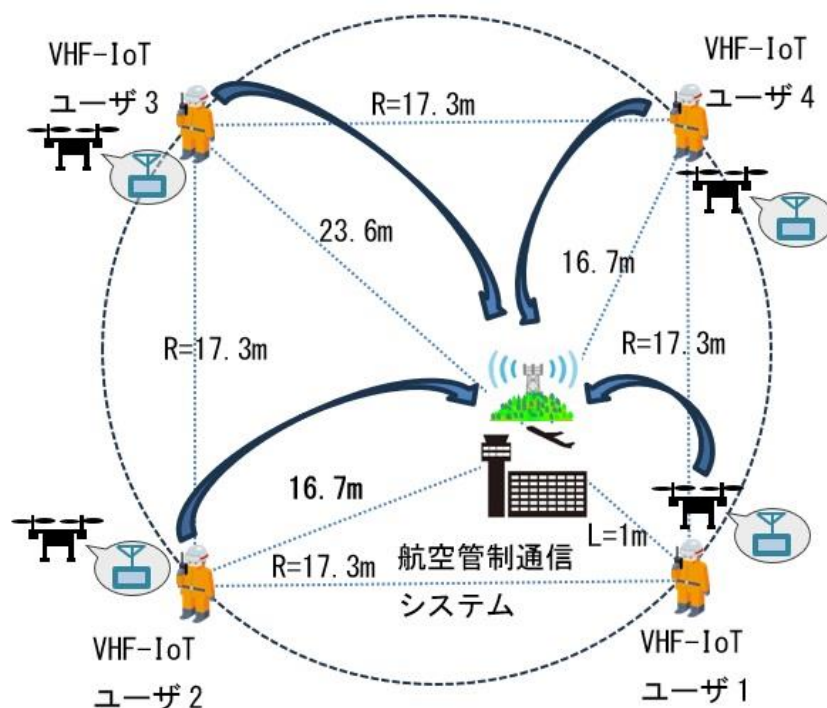 VHF-IoT
ユーザ3
VHF-IoT
ユーザ4
R=17.3m
23.6m
16.7m
R=17.3m
R=17.3m
16.7m
L=1m
R=17.3m
航空管制通信
システム
VHF-IoT
ユーザ2
VHF-IoT
ユーザ1